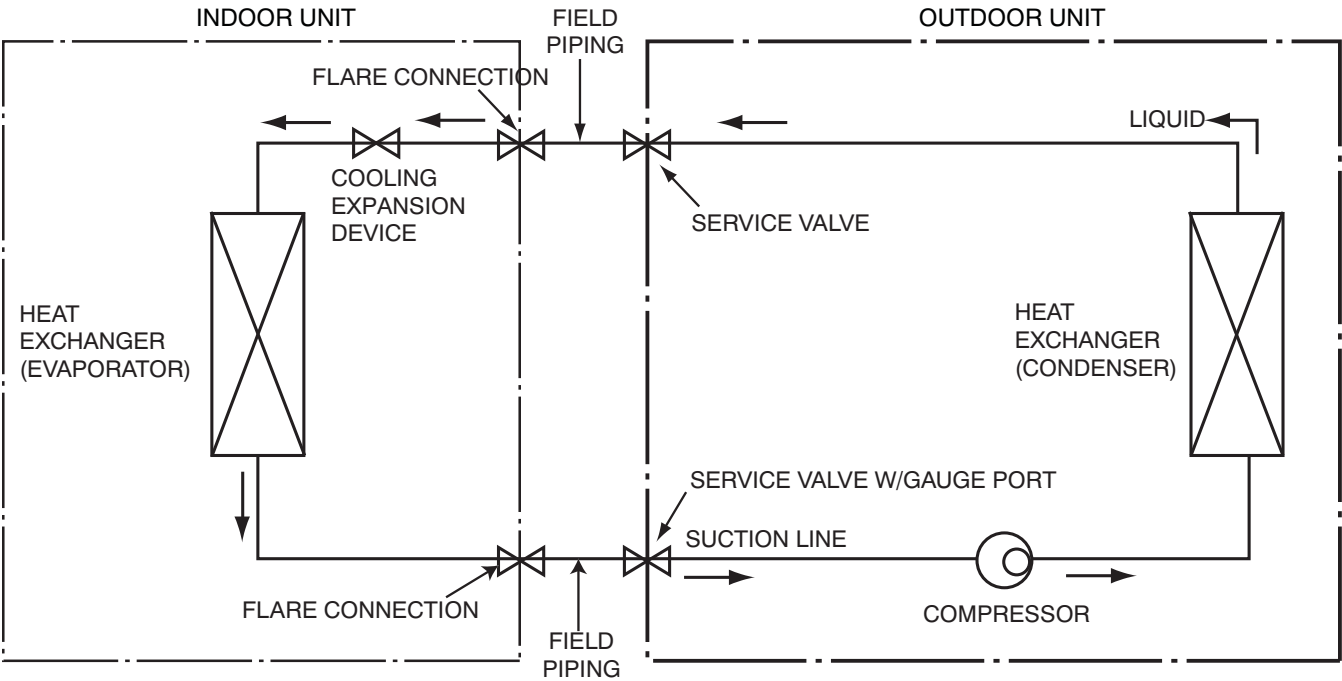 INDOOR UNIT
FIELD
PIPING
OUTDOOR UNIT
FLARE CONNECTION
LIQUID
COOLING
EXPANSION
DEVICE
SERVICE VALVE
HEAT
EXCHANGER
(EVAPORATOR)
HEAT
EXCHANGER
(CONDENSER)
SERVICE VALVE W/GAUGE PORT
SUCTION LINE
FLARE CONNECTION
COMPRESSOR
FIELD
PIPING